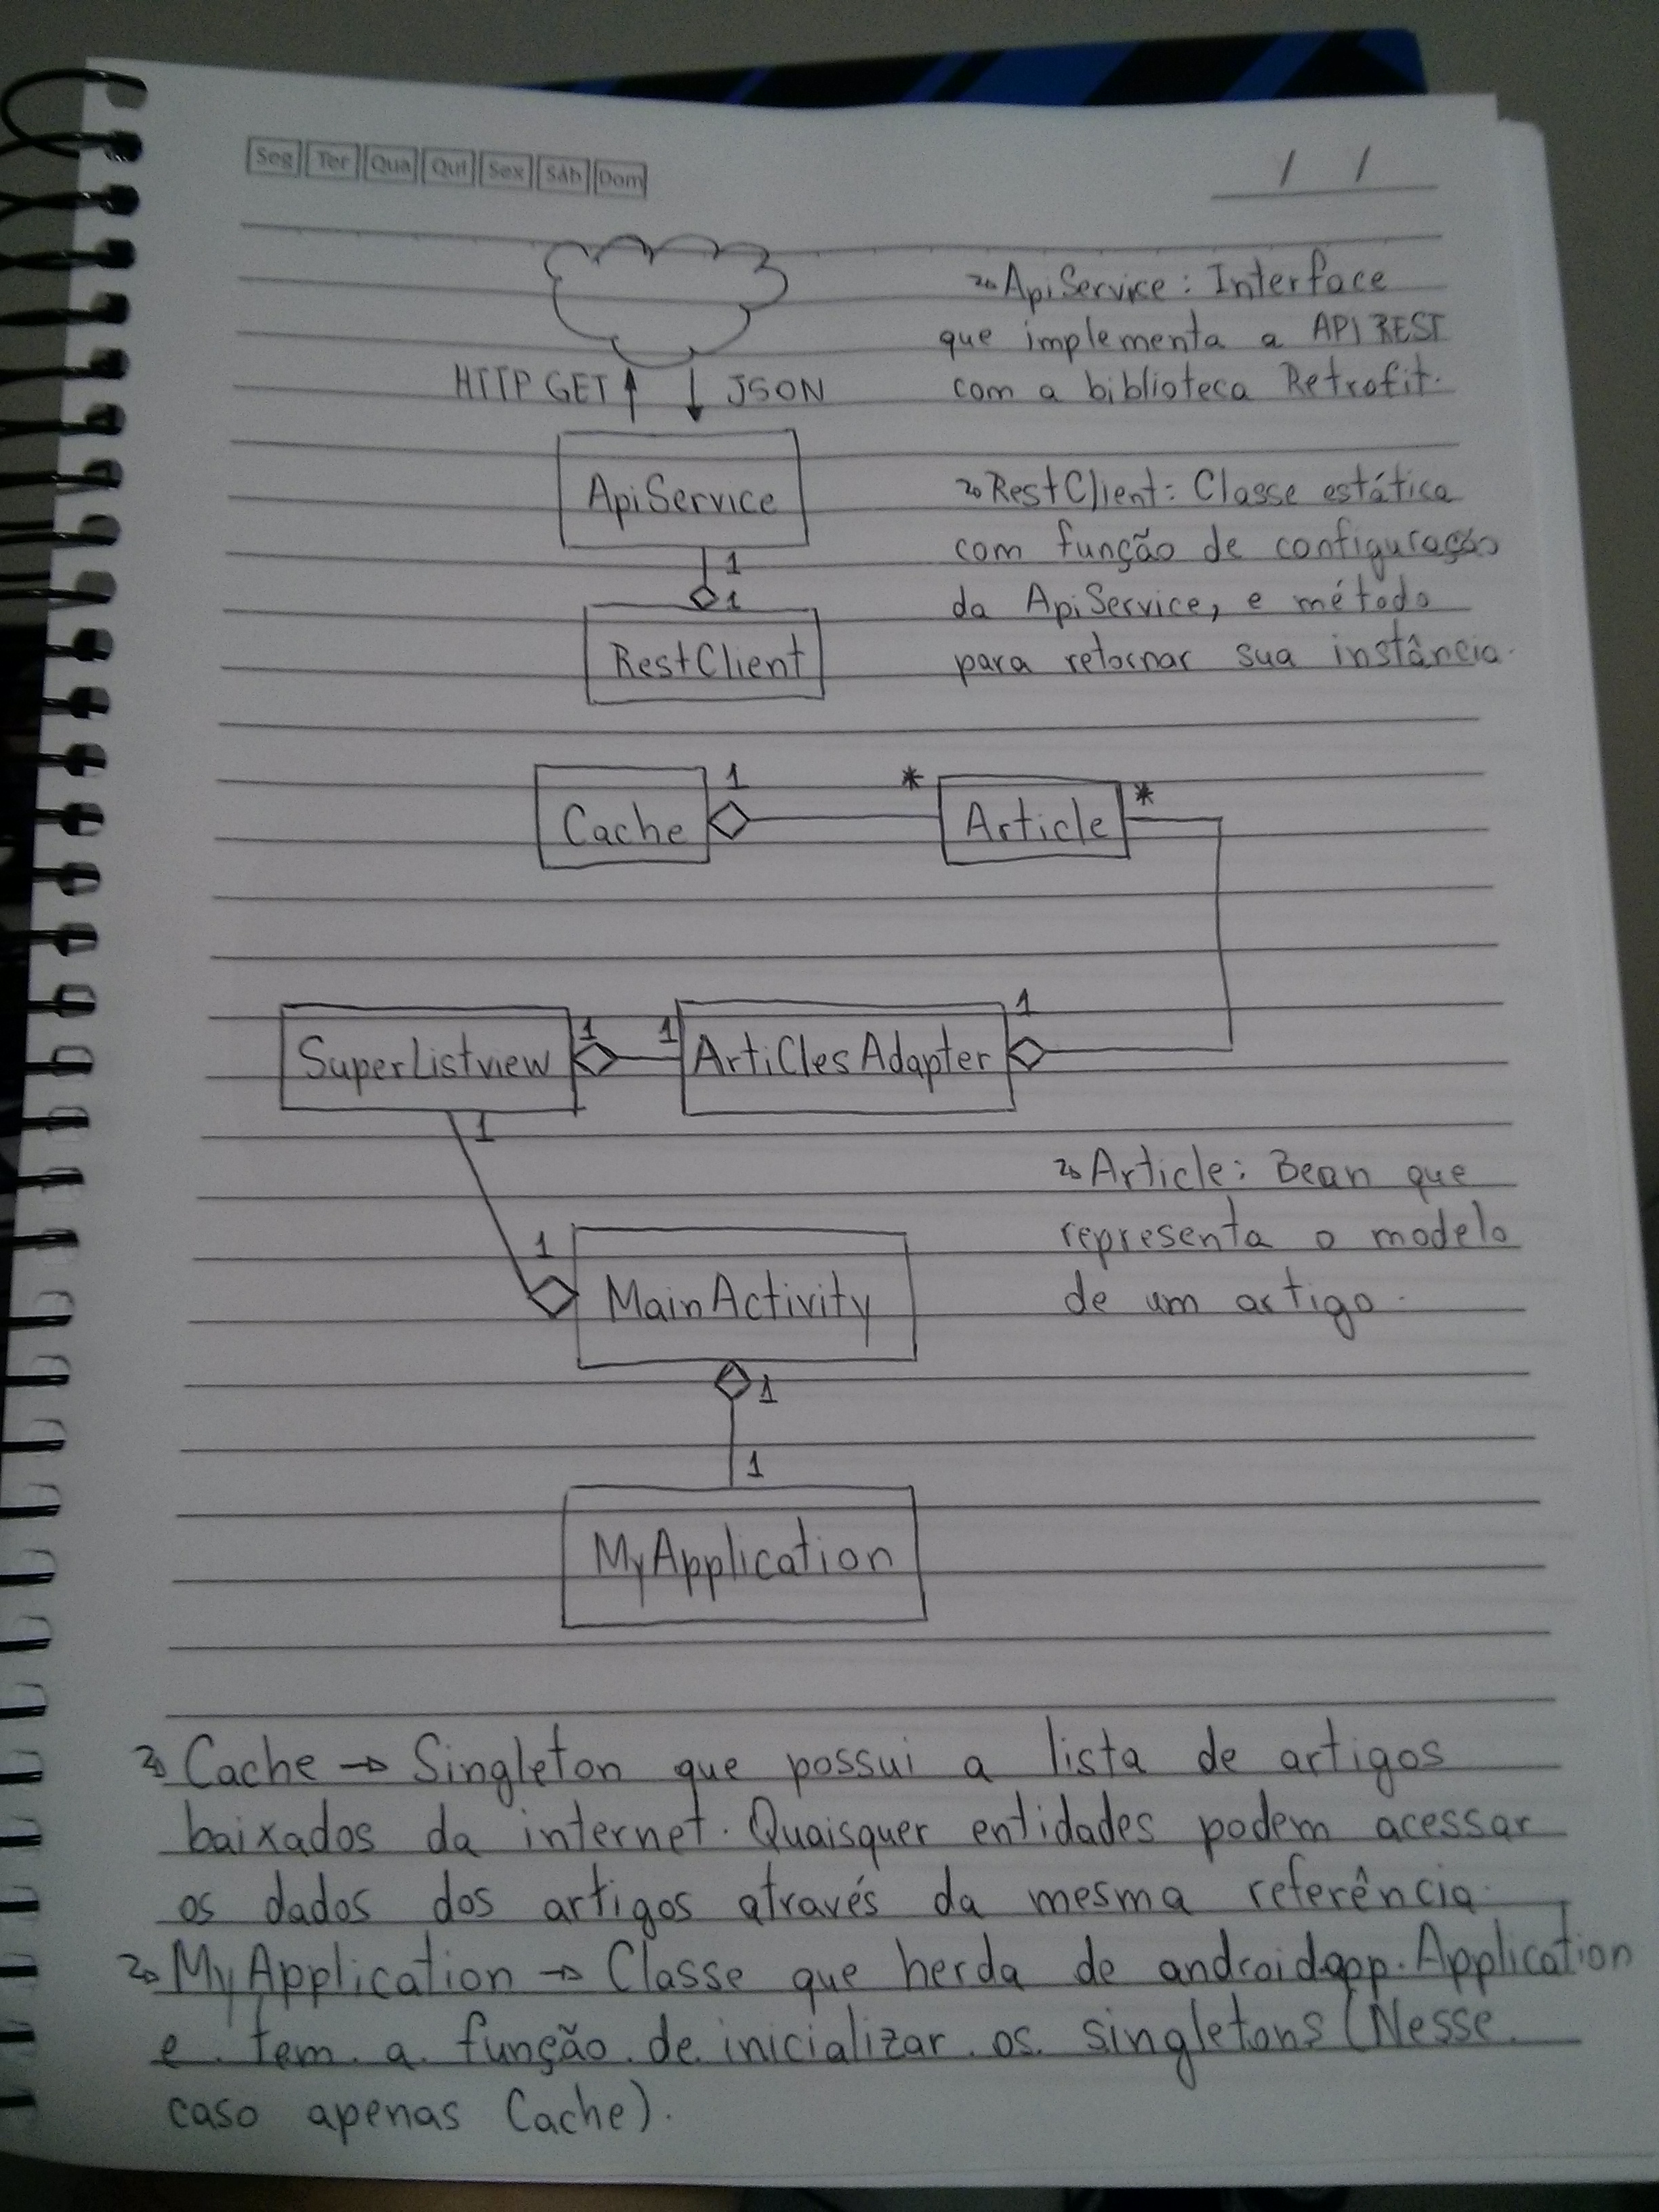 Seg Ter Qua Qui Sex Sáb Dom
/ /
ApiService: Interface
que implementa a API REST
com a biblioteca Retrofit.
HTTP GET JSON
ApiService
1
1
RestClient
RestClient: Classe estática
com função de configuração
da ApiService, e método
para retornar sua instância.
Cache 1 * Article *
SuperListview 1 1 ArtiClesAdapter 1
1
Article: Bean que
representa o modelo
de um artigo.
1
MainActivity
1
1
MyApplication
Cache → Singleton que possui a lista de artigos
baixados da internet. Quaisquer entidades podem acessar
os dados dos artigos através da mesma referência.
MyApplication → Classe que herda de android.app.Application
e tem a função de inicializar os singletons (Nesse
caso apenas Cache).